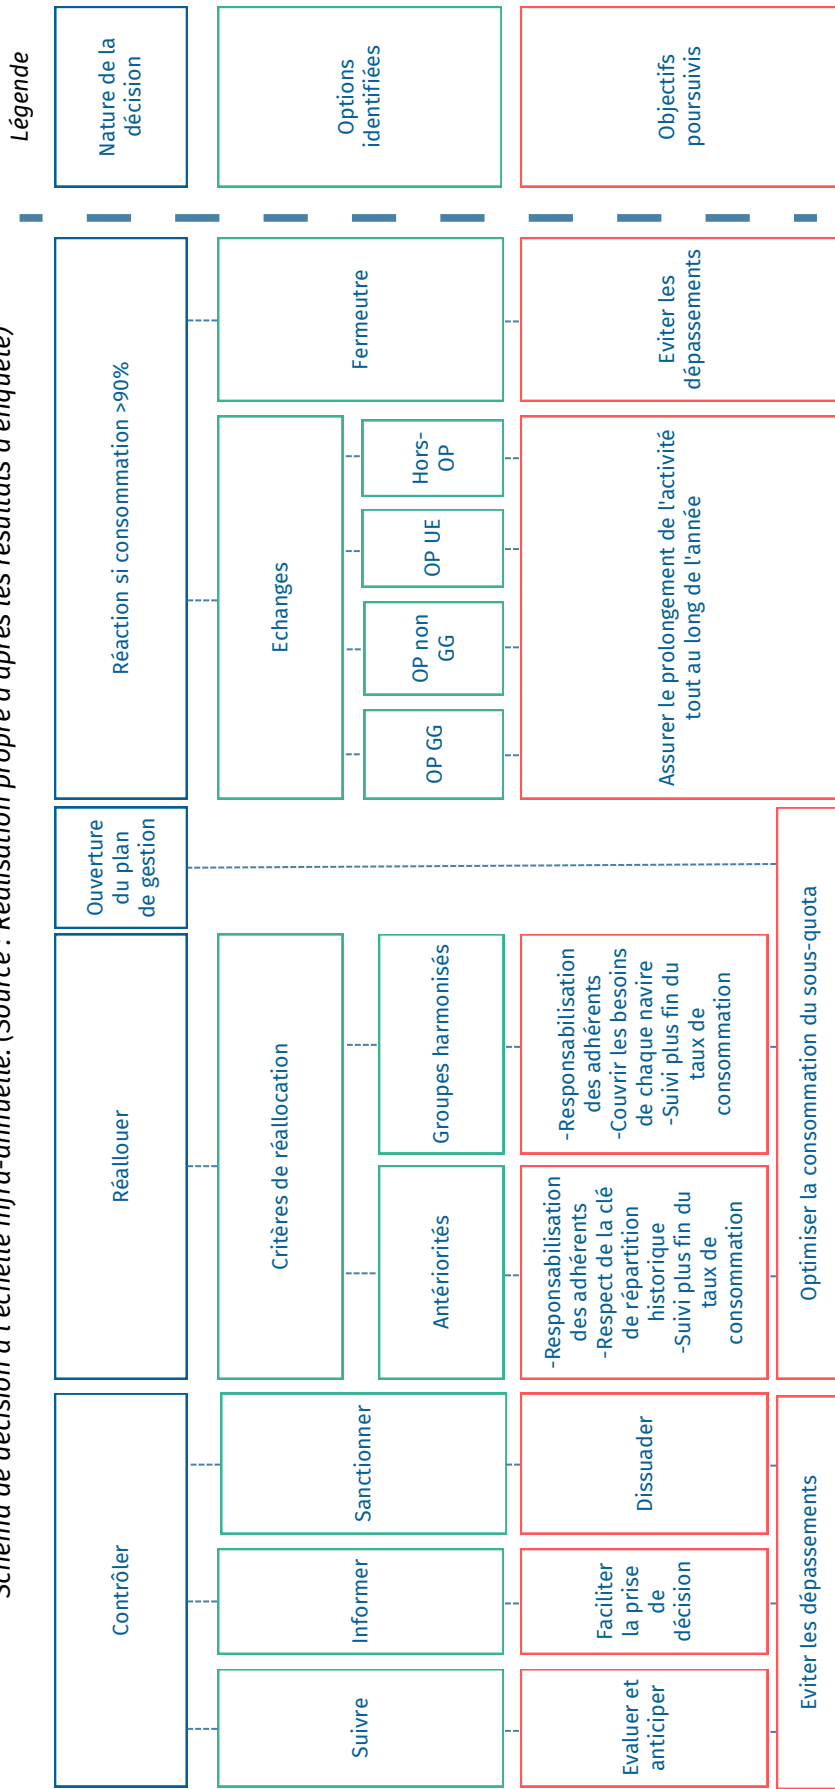 Schéma de décision à l'échelle infra-annuelle. (Source : Réalisation propre d'après les résultats d'enquête)
Légende
Contrôler
Réallouer
Ouverture
du plan
de gestion
Réaction si consommation >90%
Nature de la
décision
Suivre
Informer
Sanctionner
Critères de réallocation
Antériorités
Groupes harmonisés
Echanges
OP GG
OP non
GG
OP UE
Hors-
OP
Fermeutre
Options
identifiées
Evaluer et
anticiper
Faciliter
la prise
de
décision
Dissuader
-Responsabilisation
des adhérents
-Respect de la clé
de répartition
historique
-Suivi plus fin du
taux de
consommation
-Responsabilisation
des adhérents
-Couvrir les besoins
de chaque navire
-Suivi plus fin du
taux de
consommation
Assurer le prolongement de l'activité
tout au long de l'année
Eviter les
dépassements
Objectifs
poursuivis
Eviter les dépassements
Optimiser la consommation du sous-quota